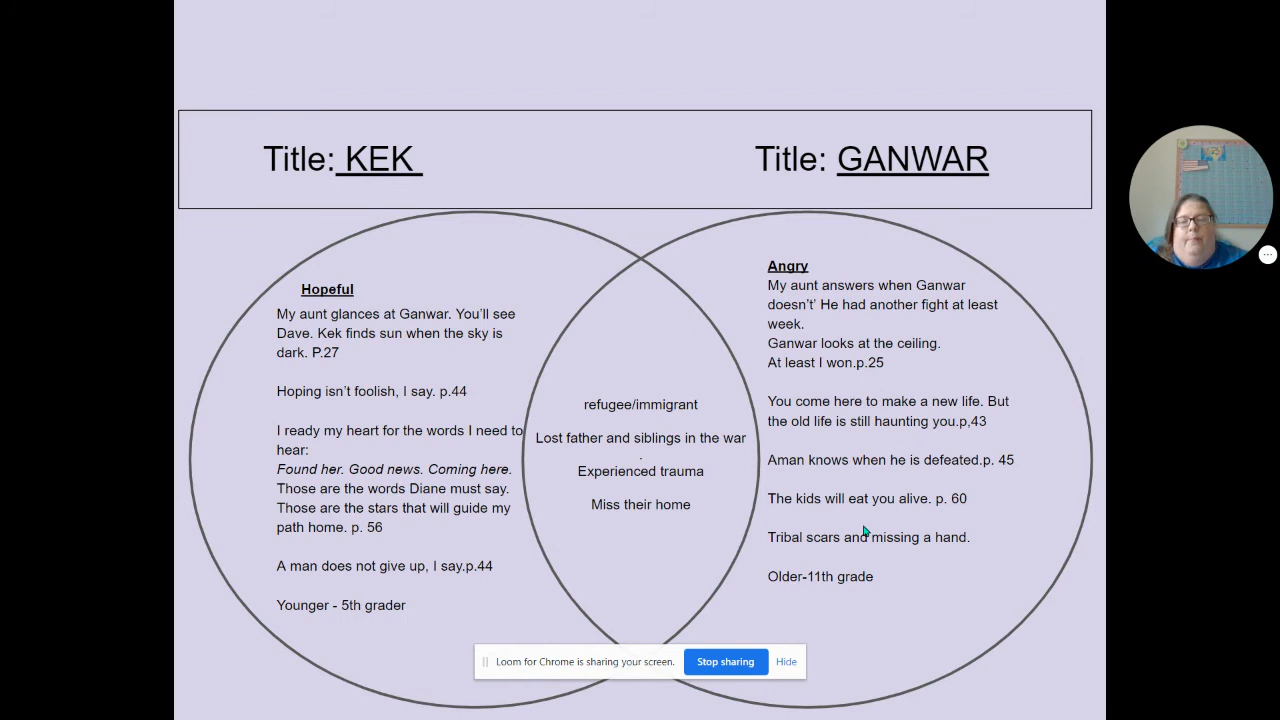 Title: KEK
Title: GANWAR
Hopeful
My aunt glances at Ganwar. You'll see
Dave. Kek finds sun when the sky is
dark. P.27
Hoping isn't foolish, I say. p.44
I ready my heart for the words I need to
hear:
Found her. Good news. Coming here.
Those are the words Diane must say.
Those are the stars that will guide my
path home. p. 56
A man does not give up, I say.p.44
Younger - 5th grader
refugee/immigrant
Lost father and siblings in the war
.
Experienced trauma
Miss their home
Angry
My aunt answers when Ganwar
doesn't' He had another fight at least
week.
Ganwar looks at the ceiling.
At least I won.p.25
You come here to make a new life. But
the old life is still haunting you.p,43
Aman knows when he is defeated.p. 45
The kids will eat you alive. p. 60
Tribal scars and missing a hand.
Older-11th grade
Loom for Chrome is sharing your screen.
Stop sharing
Hide